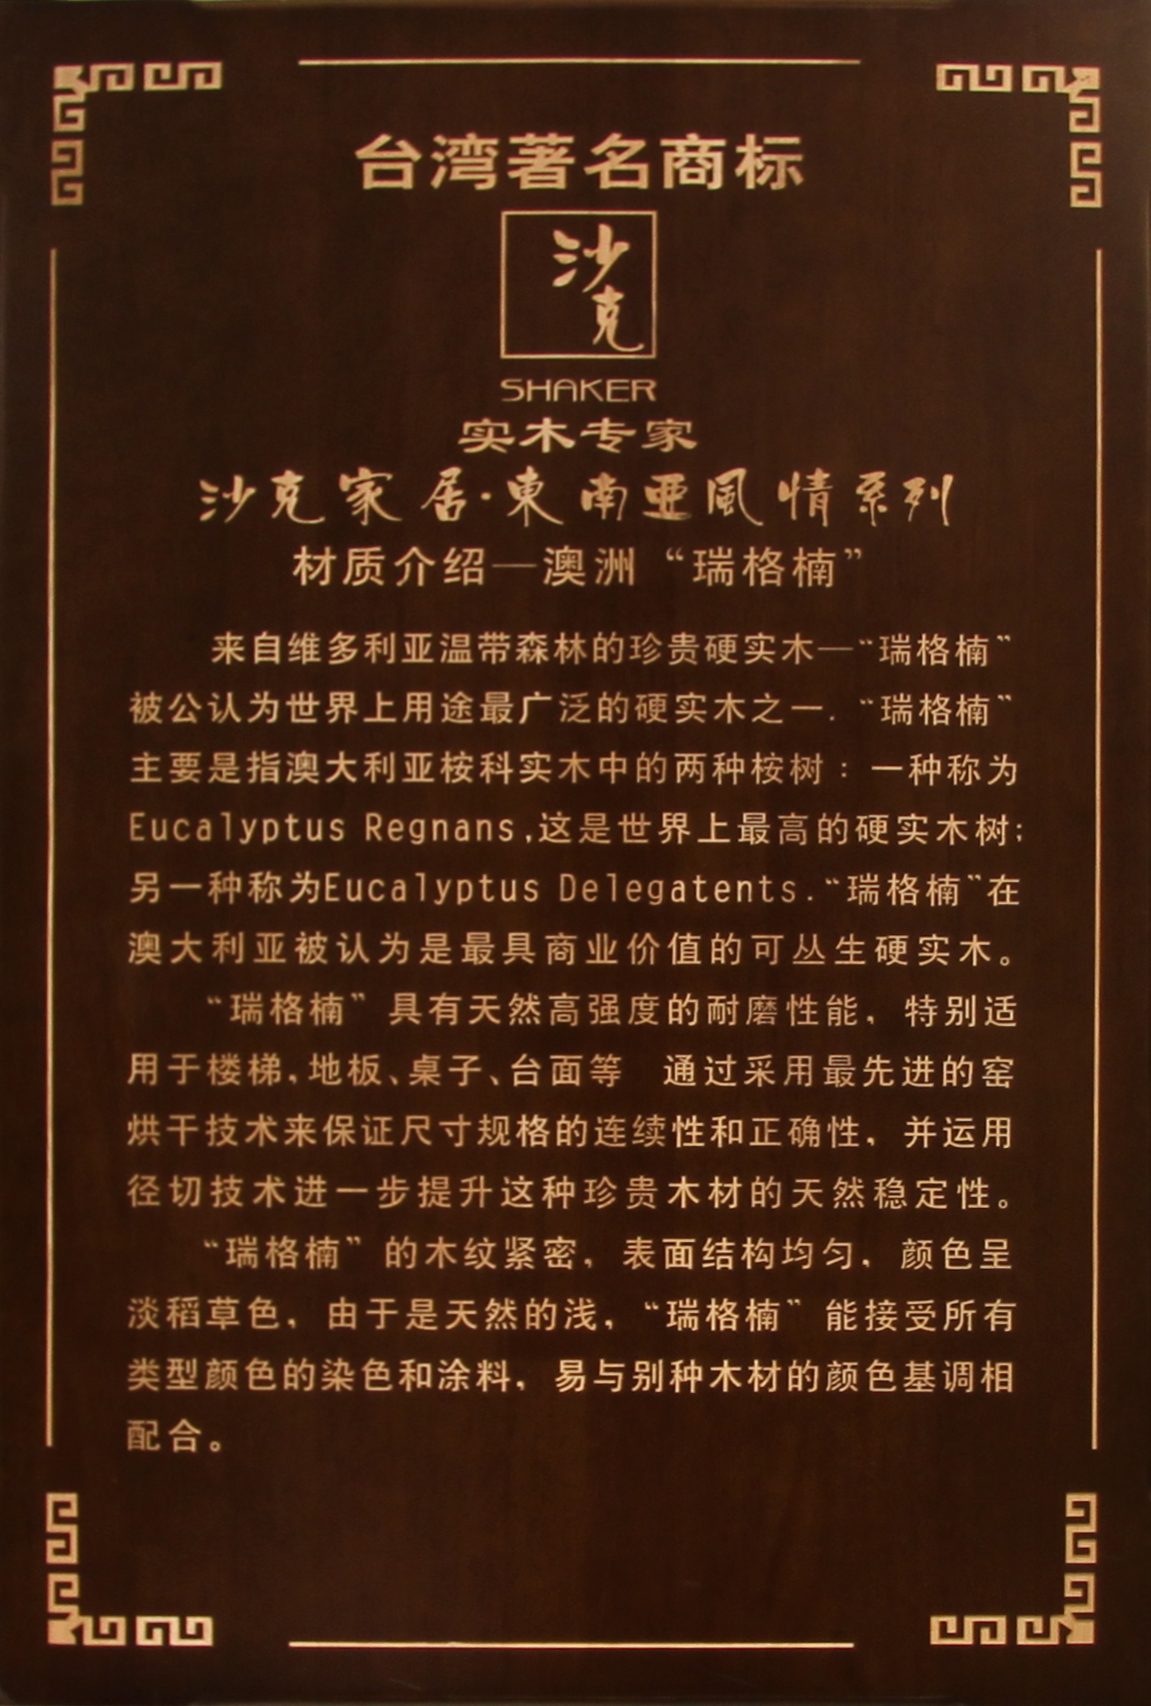 台湾著名商标
沙克
SHAKER
实木专家
沙克家居·東南亚風情系列
材质介绍—澳洲“瑞格楠”
来自维多利亚温带森林的珍贵硬实木—“瑞格楠”
被公认为世界上用途最广泛的硬实木之一.“瑞格楠”
主要是指澳大利亚桉科实木中的两种桉树：一种称为
Eucalyptus Regnans,这是世界上最高的硬实木树;
另一种称为Eucalyptus Delegatents.“瑞格楠”在
澳大利亚被认为是最具商业价值的可丛生硬实木。
“瑞格楠”具有天然高强度的耐磨性能，特别适
用于楼梯,地板、桌子、台面等 通过采用最先进的窑
烘干技术来保证尺寸规格的连续性和正确性，并运用
径切技术进一步提升这种珍贵木材的天然稳定性。
“瑞格楠”的木纹紧密，表面结构均匀，颜色呈
淡稻草色，由于是天然的浅，“瑞格楠”能接受所有
类型颜色的染色和涂料，易与别种木材的颜色基调相
配合。